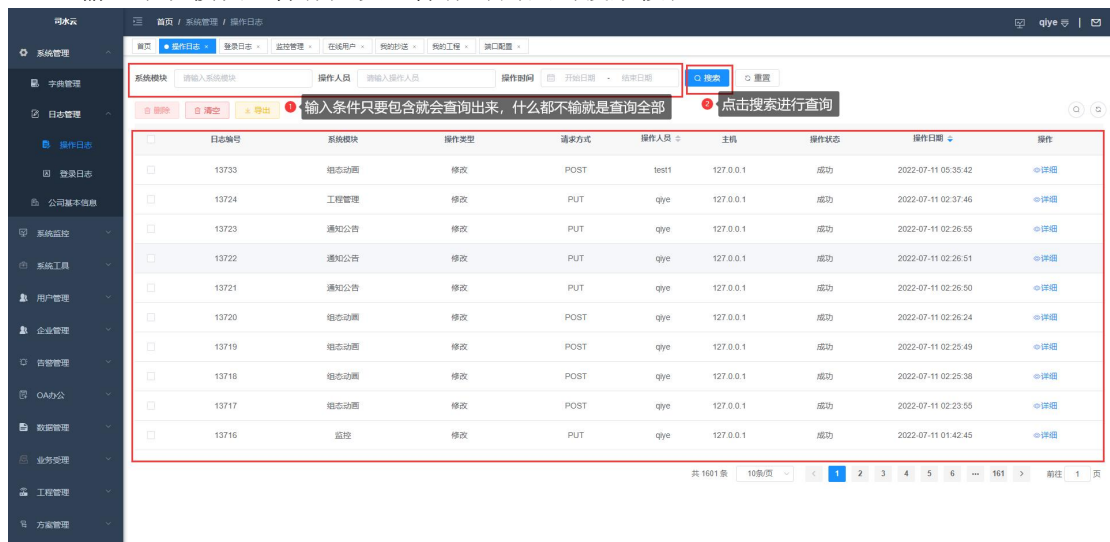 司水云
首页 / 系统管理 / 操作日志
qiye
系统管理
字典管理
日志管理
操作日志
登录日志
公司基本信息
系统监控
系统工具
用户管理
企业管理
告警管理
OA办公
数据管理
业务受理
工程管理
方案管理
首页 操作日志 × 登录日志 × 监控管理 × 在线用户 × 我的抄送 × 我的工程 × 端口配置 ×
系统模块 请输入系统模块 操作人员 请输入操作人员 操作时间 开始日期 - 结束日期 搜索 重置
删除 清空 导出 1 输入条件只要包含就会查询出来，什么都不输就是查询全部 2 点击搜索进行查询
日志编号 系统模块 操作类型 请求方式 操作人员 主机 操作状态 操作日期 操作
13733 组态动画 修改 POST test1 127.0.0.1 成功 2022-07-11 05:35:42 详细
13724 工程管理 修改 PUT qiye 127.0.0.1 成功 2022-07-11 02:37:46 详细
13723 通知公告 修改 PUT qiye 127.0.0.1 成功 2022-07-11 02:26:55 详细
13722 通知公告 修改 PUT qiye 127.0.0.1 成功 2022-07-11 02:26:51 详细
13721 通知公告 修改 PUT qiye 127.0.0.1 成功 2022-07-11 02:26:50 详细
13720 组态动画 修改 POST qiye 127.0.0.1 成功 2022-07-11 02:26:24 详细
13719 组态动画 修改 POST qiye 127.0.0.1 成功 2022-07-11 02:25:49 详细
13718 组态动画 修改 POST qiye 127.0.0.1 成功 2022-07-11 02:25:38 详细
13717 组态动画 修改 POST qiye 127.0.0.1 成功 2022-07-11 02:23:55 详细
13716 监控 修改 PUT qiye 127.0.0.1 成功 2022-07-11 01:42:45 详细
共 1601 条 10条/页 < 1 2 3 4 5 6 ··· 161 > 前往 1 页